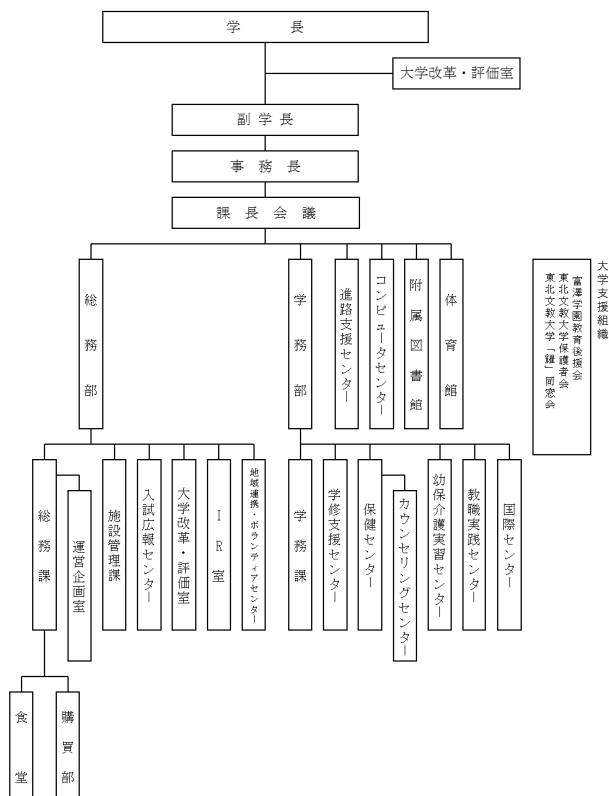 学長
大学改革・評価室
副学長
事務長
課長会議
総務部
学務部
進路支援センター
コンピュータセンター
附属図書館
体育館
大学支援組織
富澤学園教育後援会
東北文教大学保護者会
東北文教大学「躍」同窓会
総務課
運営企画室
施設管理課
入試広報センター
大学改革・評価室
IR室
地域連携・ボランティアセンター
学務課
学修支援センター
保健センター
カウンセリングセンター
幼保介護実習センター
教職実践センター
国際センター
食堂
購買部